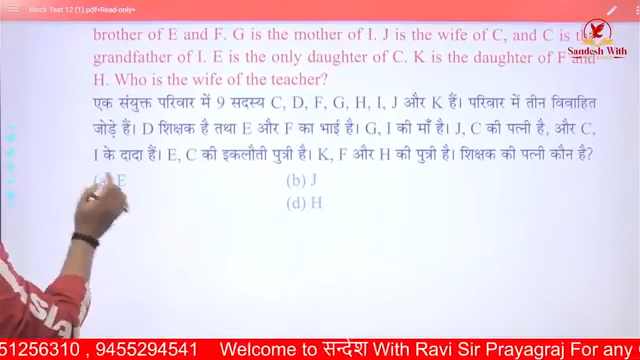 Mock Test 12 (1).pdf<Read-only>
brother of E and F. G is the mother of I. J is the wife of C, and C is the
grandfather of I. E is the only daughter of C. K is the daughter of F and
H. Who is the wife of the teacher?
एक संयुक्त परिवार में 9 सदस्य C, D, F, G, H, I, J और K हैं। परिवार में तीन विवाहित
जोड़े हैं। D शिक्षक है तथा E और F का भाई है। G, I की माँ है। J, C की पत्नी है, और C,
I के दादा हैं। E, C की इकलौती पुत्री है। K, F और H की पुत्री है। शिक्षक की पत्नी कौन है?
(a) E
(b) J
(d) H
Sandesh With
51256310 , 9455294541 Welcome to सन्देश With Ravi Sir Prayagraj For any